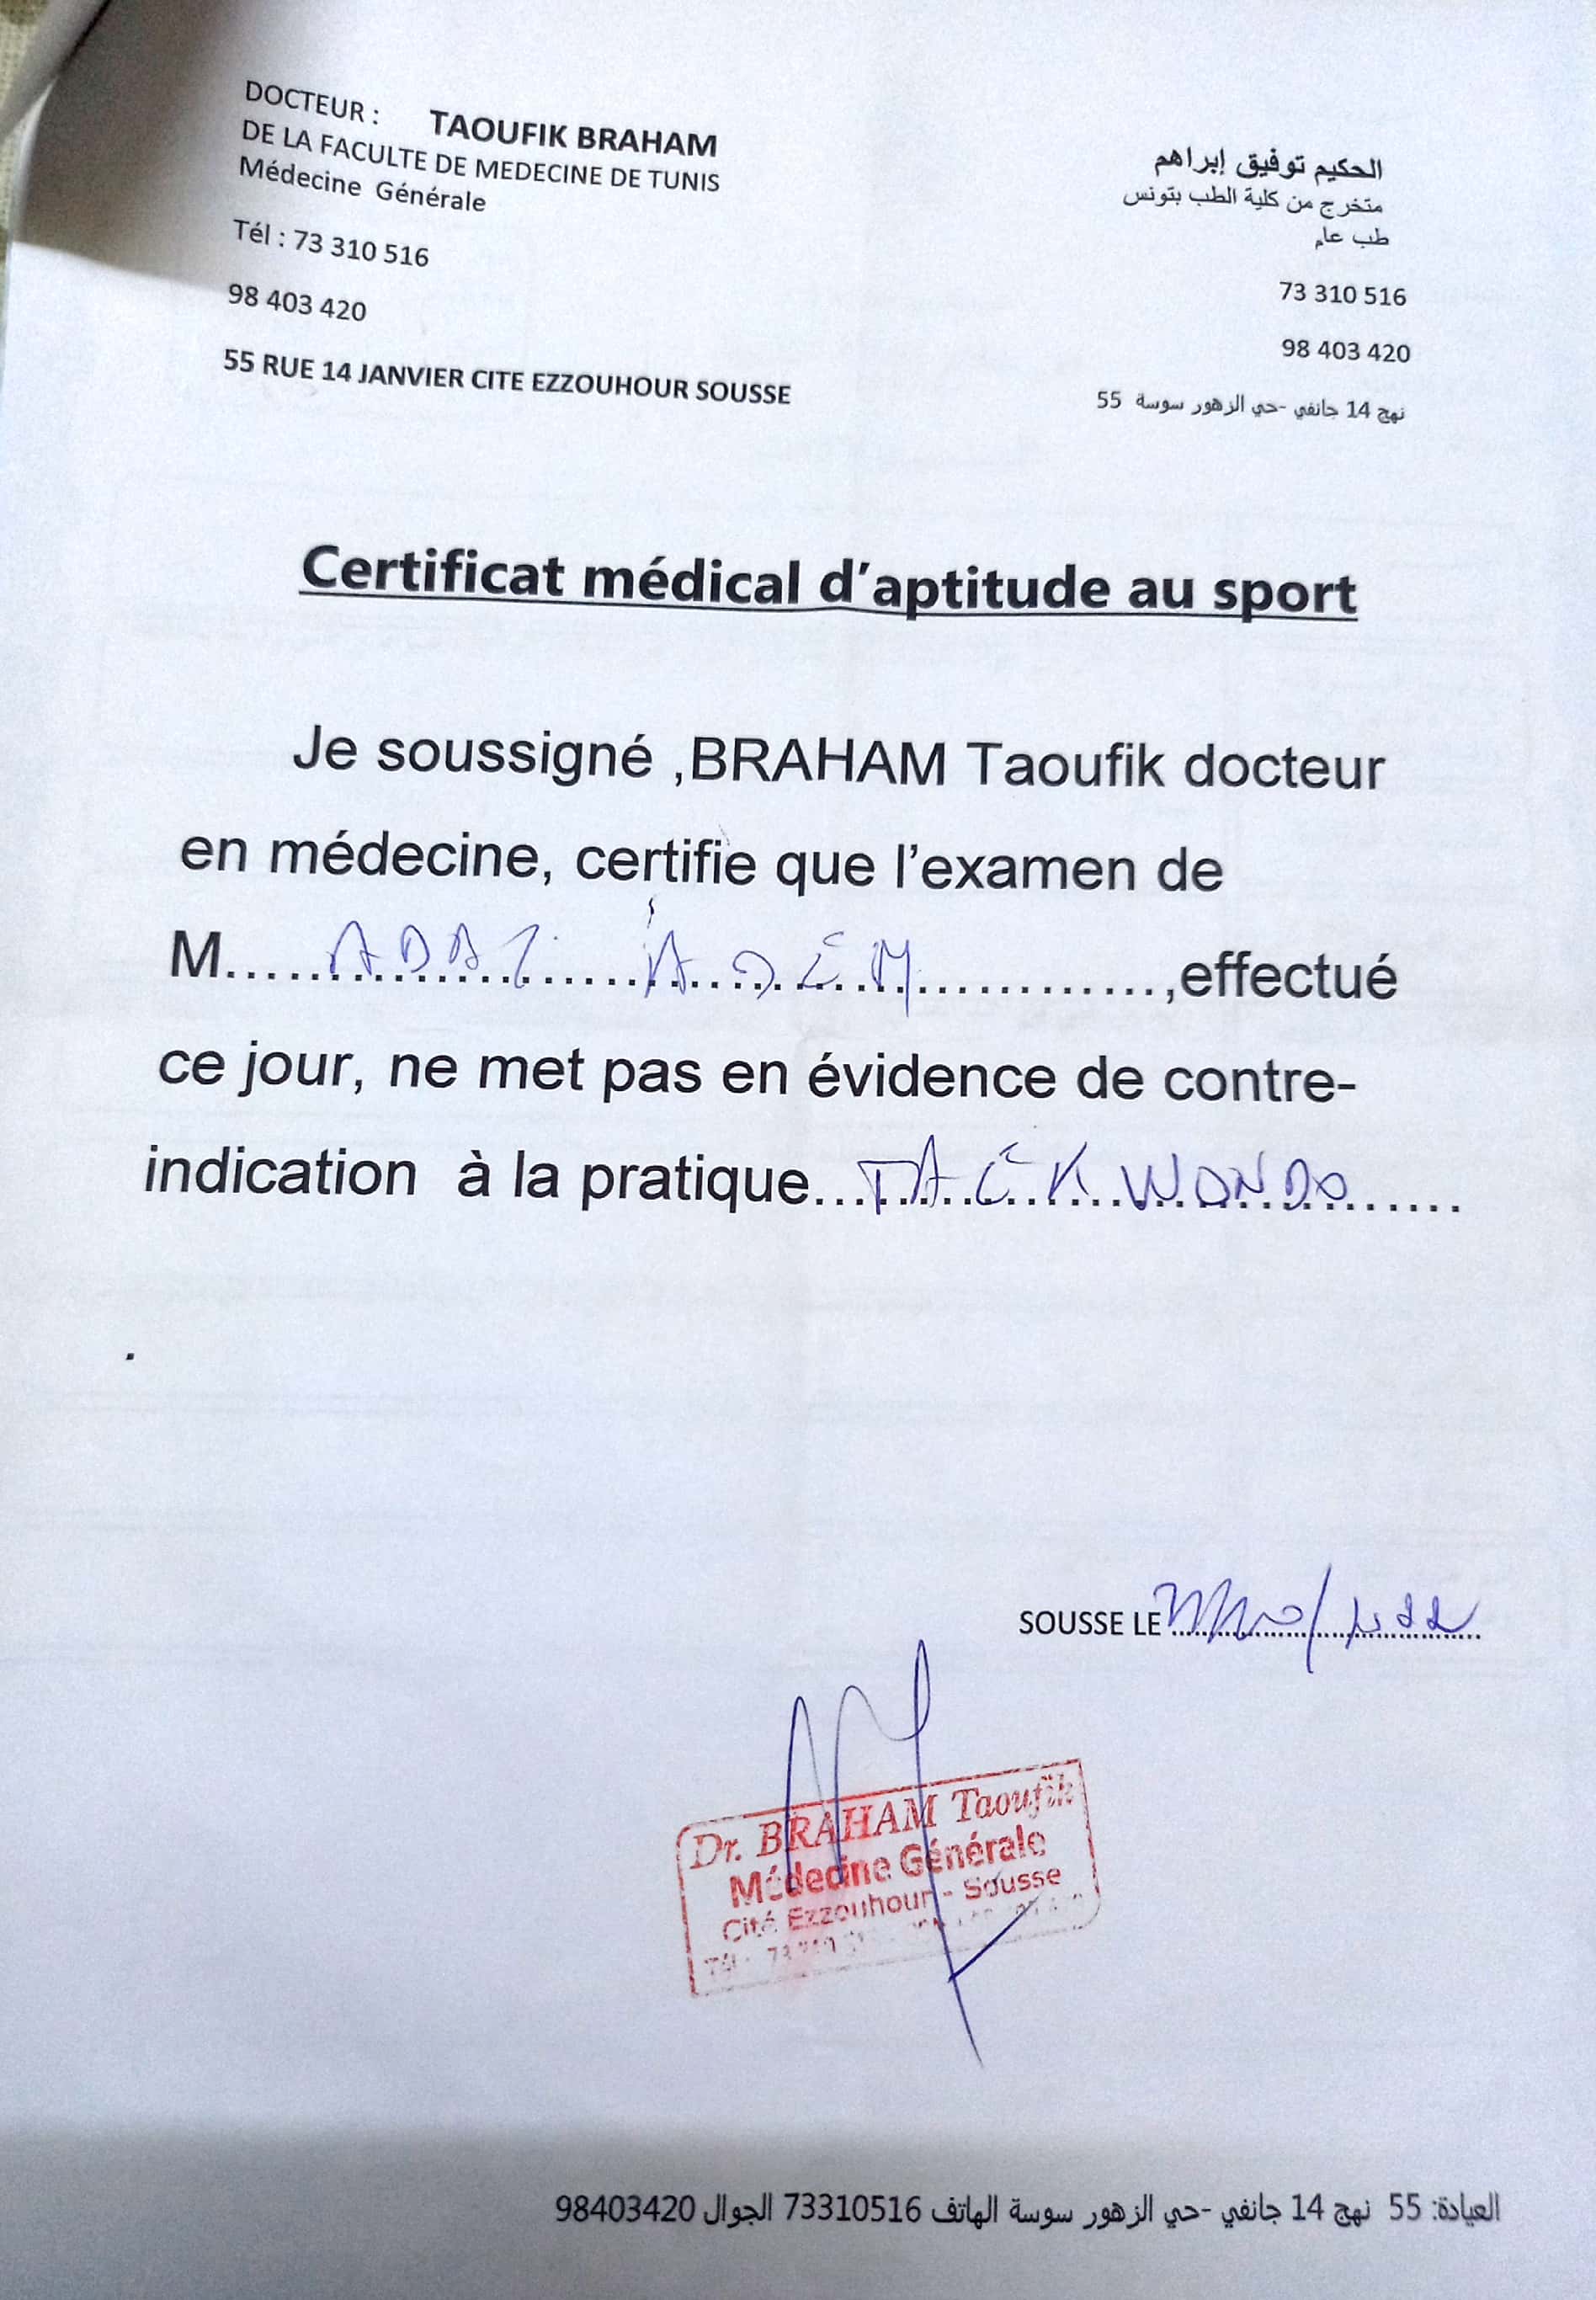 DOCTEUR : TAOUFIK BRAHAM
DE LA FACULTE DE MEDECINE DE TUNIS
Médecine Générale
Tél : 73 310 516
98 403 420
55 RUE 14 JANVIER CITE EZZOUHOUR SOUSSE
الحكيم توفيق إبراهم
متخرج من كلية الطب بتونس
طب عام
73 310 516
98 403 420
55 نهج 14 جانفي -حي الزهور سوسة
Certificat médical d'aptitude au sport
Je soussigné ,BRAHAM Taoufik docteur
en médecine, certifie que l'examen de
M..... ..... ADEM .............,effectué
ce jour, ne met pas en évidence de contre-
indication à la pratique...TAEKWONDO.......
SOUSSE LE
Dr. BRAHAM Taoufik
Médecine Générale
Cité Ezzouhour - Sousse
Tél : 73
العيادة: 55 نهج 14 جانفي -حي الزهور سوسة الهاتف 73310516 الجوال 98403420